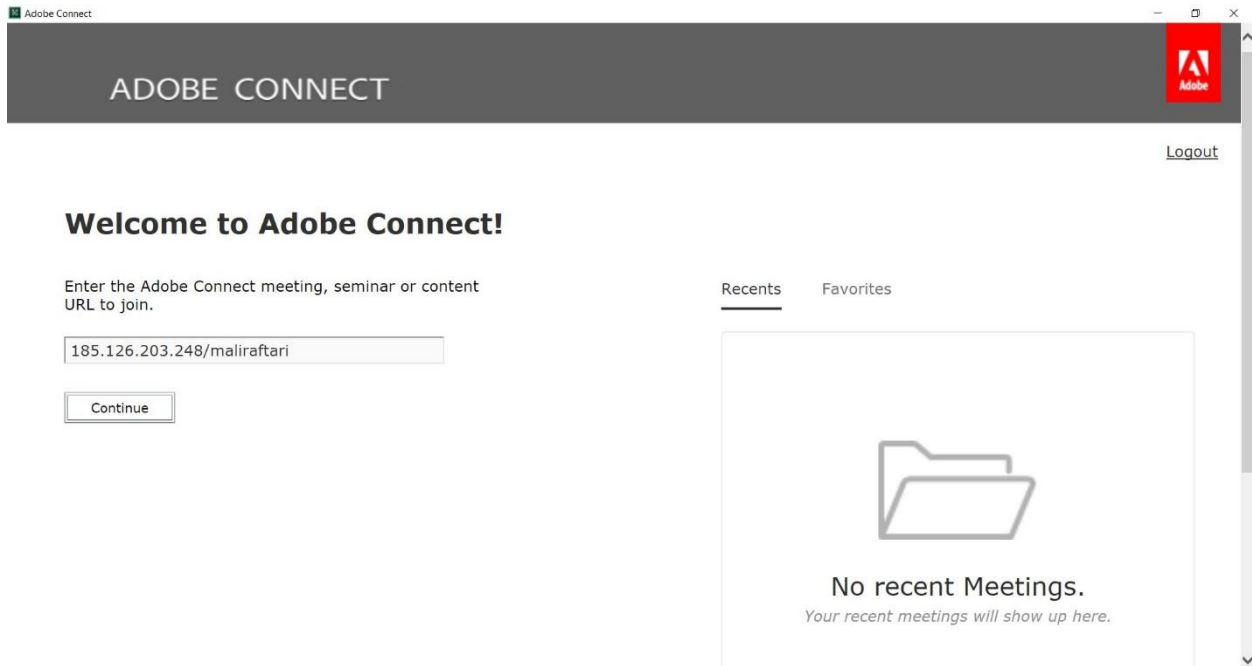 Adobe Connect
ADOBE CONNECT
Adobe
Logout
Welcome to Adobe Connect!
Enter the Adobe Connect meeting, seminar or content
URL to join.
185.126.203.248/maliraftari
Continue
Recents
Favorites
No recent Meetings.
Your recent meetings will show up here.